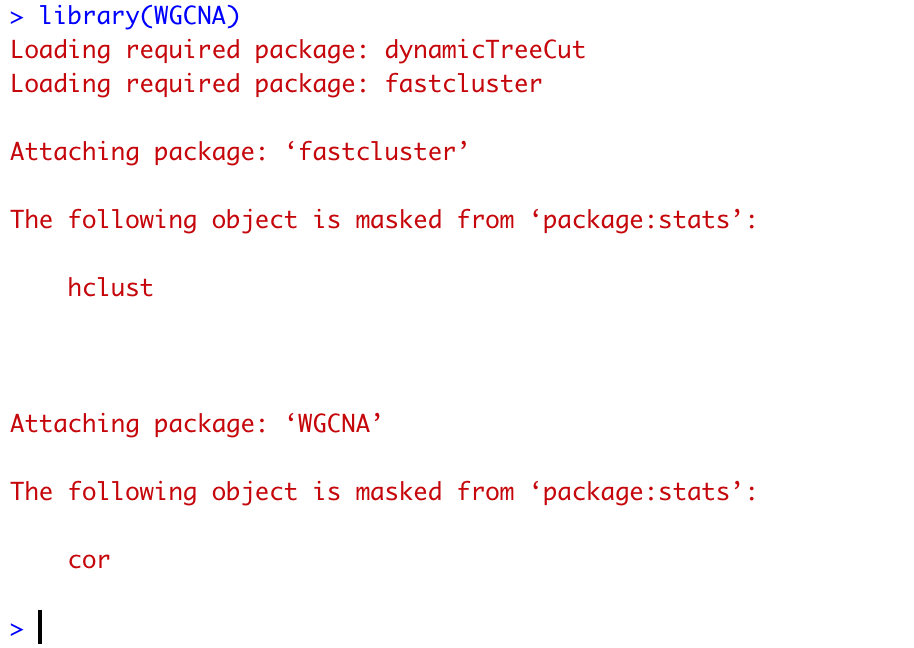 > library(WGCNA)
Loading required package: dynamicTreeCut
Loading required package: fastcluster
Attaching package: ‘fastcluster’
The following object is masked from ‘package:stats’:
hclust
Attaching package: ‘WGCNA’
The following object is masked from ‘package:stats’:
cor
>